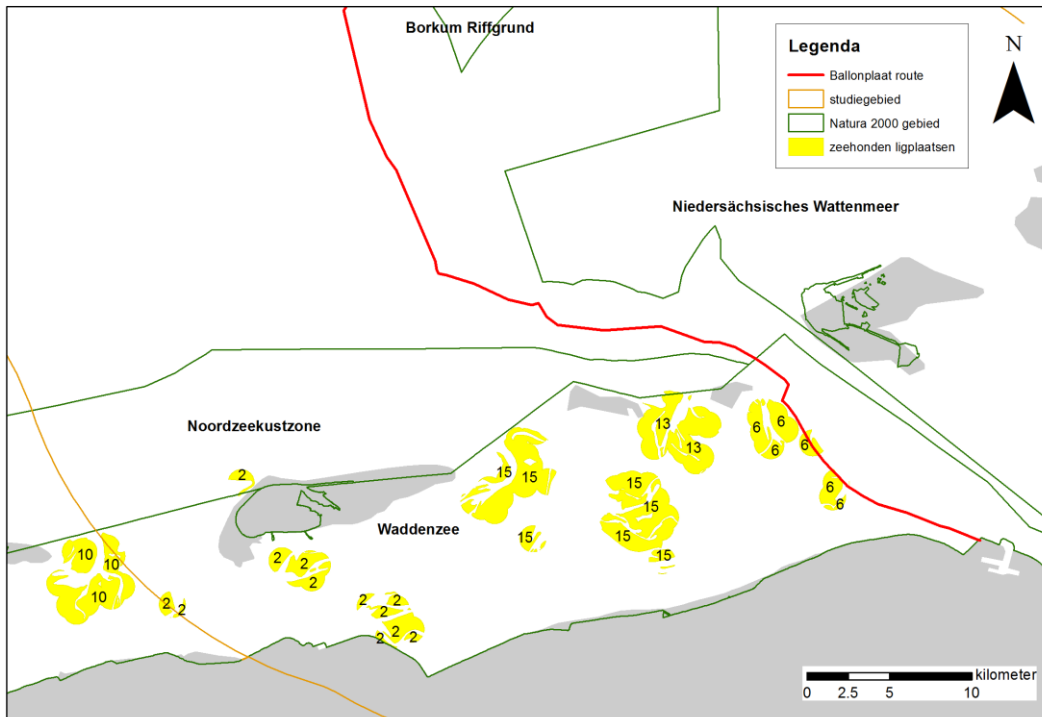 Borkum Riffgrund
Legenda
Ballonplaat route
studiegebied
Natura 2000 gebied
zeehonden ligplaatsen
N
Niedersächsisches Wattenmeer
Noordzeekustzone
Waddenzee
13
13
6
6
6
6
6
6
2
15
15
15
15
15
15
15
10
10
10
2
2
2
2
2
2
2
2
2
2
2
2
kilometer
0 2.5 5 10